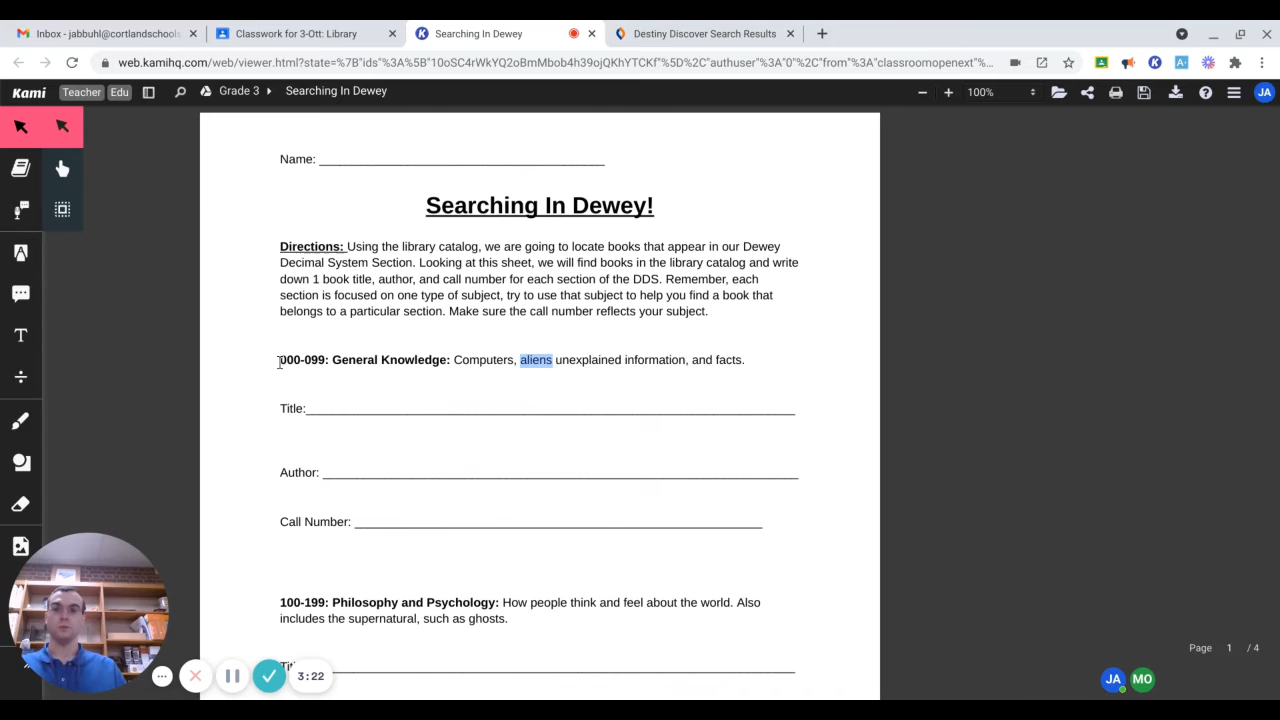 Inbox - jabbuhl@cortlandschools
Classwork for 3-Ott: Library
Searching In Dewey
Destiny Discover Search Results
web.kamihq.com/web/viewer.html?state=%7B"ids"%3A%5B"10oSC4rWkYQ2oBmMbob4h39ojQKhYTCKf"%5D%2C"authuser"%3A"0"%2C"from"%3A"classroomopenext"%...
Kami Teacher Edu Grade 3 Searching In Dewey 100% JA
Name: ___________________________________________
Searching In Dewey!
Directions: Using the library catalog, we are going to locate books that appear in our Dewey
Decimal System Section. Looking at this sheet, we will find books in the library catalog and write
down 1 book title, author, and call number for each section of the DDS. Remember, each
section is focused on one type of subject, try to use that subject to help you find a book that
belongs to a particular section. Make sure the call number reflects your subject.
000-099: General Knowledge: Computers, aliens unexplained information, and facts.
Title:__________________________________________________________________________
Author: ________________________________________________________________________
Call Number: ______________________________________________________________
100-199: Philosophy and Psychology: How people think and feel about the world. Also
includes the supernatural, such as ghosts.
Page 1 / 4
3:22
JA MO